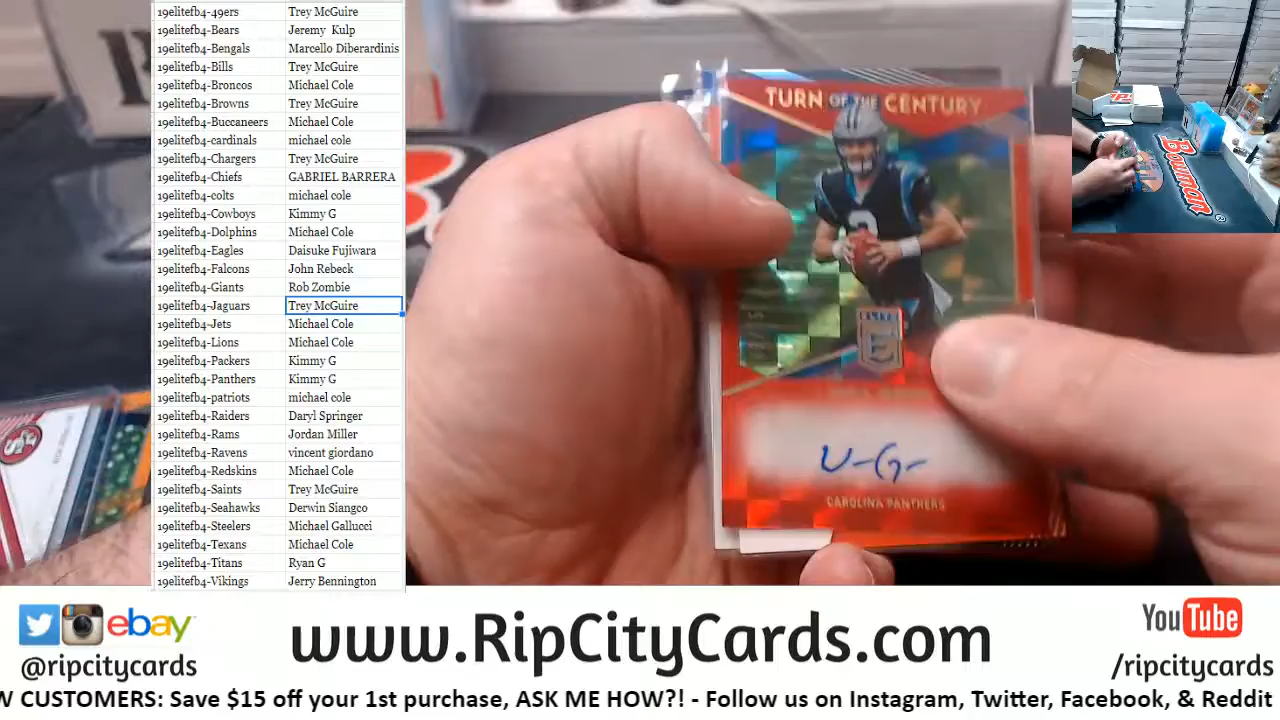 19elitefb4-49ers Trey McGuire
19elitefb4-Bears Jeremy Kulp
19elitefb4-Bengals Marcello Diberardinis
19elitefb4-Bills Trey McGuire
19elitefb4-Broncos Michael Cole
19elitefb4-Browns Trey McGuire
19elitefb4-Buccaneers Michael Cole
19elitefb4-cardinals michael cole
19elitefb4-Chargers Trey McGuire
19elitefb4-Chiefs GABRIEL BARRERA
19elitefb4-colts michael cole
19elitefb4-Cowboys Kimmy G
19elitefb4-Dolphins Michael Cole
19elitefb4-Eagles Daisuke Fujiwara
19elitefb4-Falcons John Rebeck
19elitefb4-Giants Rob Zombie
19elitefb4-Jaguars Trey McGuire
19elitefb4-Jets Michael Cole
19elitefb4-Lions Michael Cole
19elitefb4-Packers Kimmy G
19elitefb4-Panthers Kimmy G
19elitefb4-patriots michael cole
19elitefb4-Raiders Daryl Springer
19elitefb4-Rams Jordan Miller
19elitefb4-Ravens vincent giordano
19elitefb4-Redskins Michael Cole
19elitefb4-Saints Trey McGuire
19elitefb4-Seahawks Derwin Siangco
19elitefb4-Steelers Michael Gallucci
19elitefb4-Texans Michael Cole
19elitefb4-Titans Ryan G
19elitefb4-Vikings Jerry Bennington
TURN OF THE CENTURY
E
CAROLINA PANTHERS
Bowman
ebay
@ripcitycards
www.RipCityCards.com
YouTube
/ripcitycards
W CUSTOMERS: Save $15 off your 1st purchase, ASK ME HOW?! - Follow us on Instagram, Twitter, Facebook, & Reddit